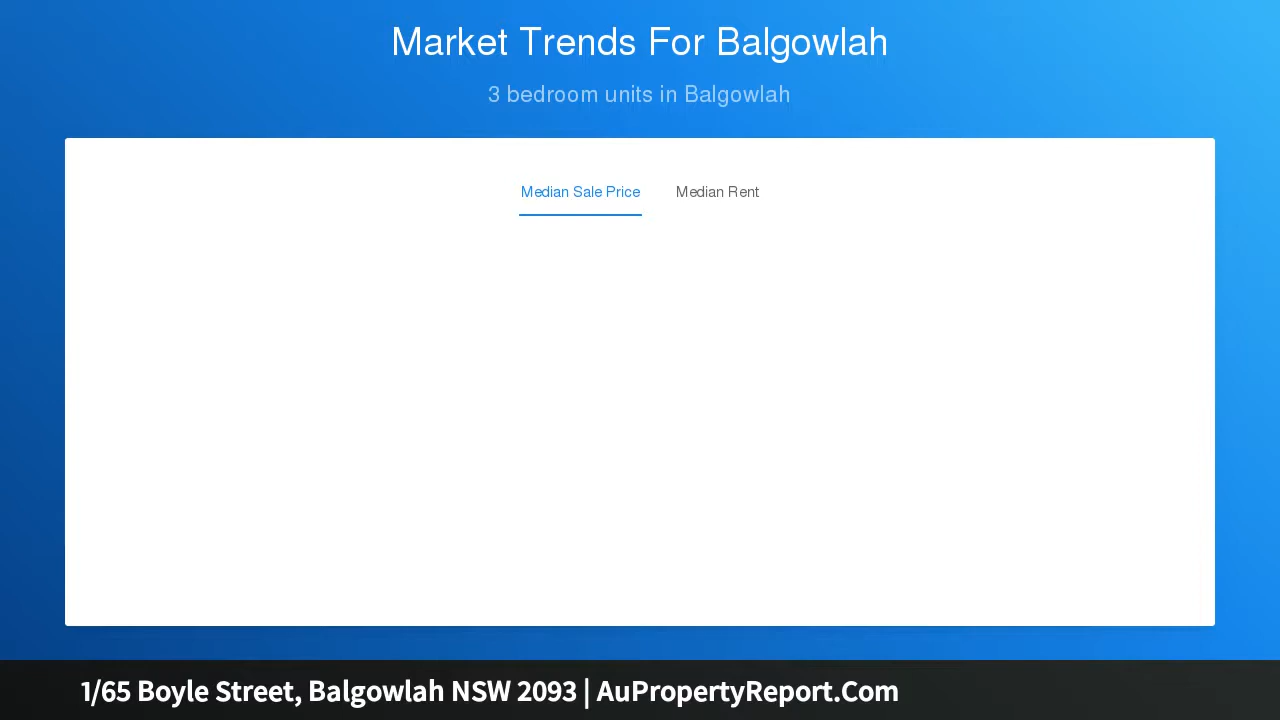 Market Trends For Balgowlah
3 bedroom units in Balgowlah
Median Sale Price Median Rent
1/65 Boyle Street, Balgowlah NSW 2093 | AuPropertyReport.Com